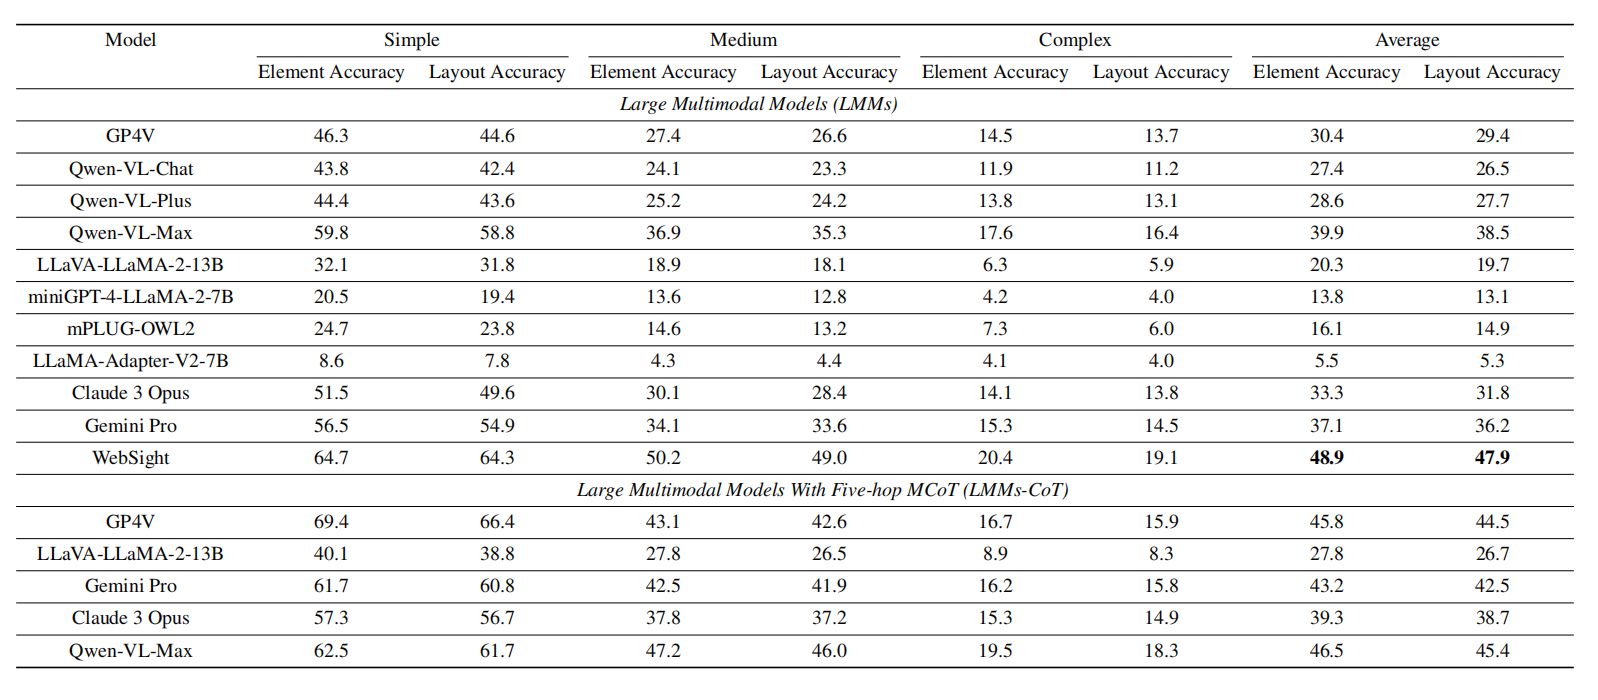 Model Simple Medium Complex Average
Element Accuracy Layout Accuracy Element Accuracy Layout Accuracy Element Accuracy Layout Accuracy Element Accuracy Layout Accuracy
Large Multimodal Models (LMMs)
GP4V 46.3 44.6 27.4 26.6 14.5 13.7 30.4 29.4
Qwen-VL-Chat 43.8 42.4 24.1 23.3 11.9 11.2 27.4 26.5
Qwen-VL-Plus 44.4 43.6 25.2 24.2 13.8 13.1 28.6 27.7
Qwen-VL-Max 59.8 58.8 36.9 35.3 17.6 16.4 39.9 38.5
LLaVA-LLaMA-2-13B 32.1 31.8 18.9 18.1 6.3 5.9 20.3 19.7
miniGPT-4-LLaMA-2-7B 20.5 19.4 13.6 12.8 4.2 4.0 13.8 13.1
mPLUG-OWL2 24.7 23.8 14.6 13.2 7.3 6.0 16.1 14.9
LLaMA-Adapter-V2-7B 8.6 7.8 4.3 4.4 4.1 4.0 5.5 5.3
Claude 3 Opus 51.5 49.6 30.1 28.4 14.1 13.8 33.3 31.8
Gemini Pro 56.5 54.9 34.1 33.6 15.3 14.5 37.1 36.2
WebSight 64.7 64.3 50.2 49.0 20.4 19.1 48.9 47.9
Large Multimodal Models With Five-hop MCoT (LMMs-CoT)
GP4V 69.4 66.4 43.1 42.6 16.7 15.9 45.8 44.5
LLaVA-LLaMA-2-13B 40.1 38.8 27.8 26.5 8.9 8.3 27.8 26.7
Gemini Pro 61.7 60.8 42.5 41.9 16.2 15.8 43.2 42.5
Claude 3 Opus 57.3 56.7 37.8 37.2 15.3 14.9 39.3 38.7
Qwen-VL-Max 62.5 61.7 47.2 46.0 19.5 18.3 46.5 45.4